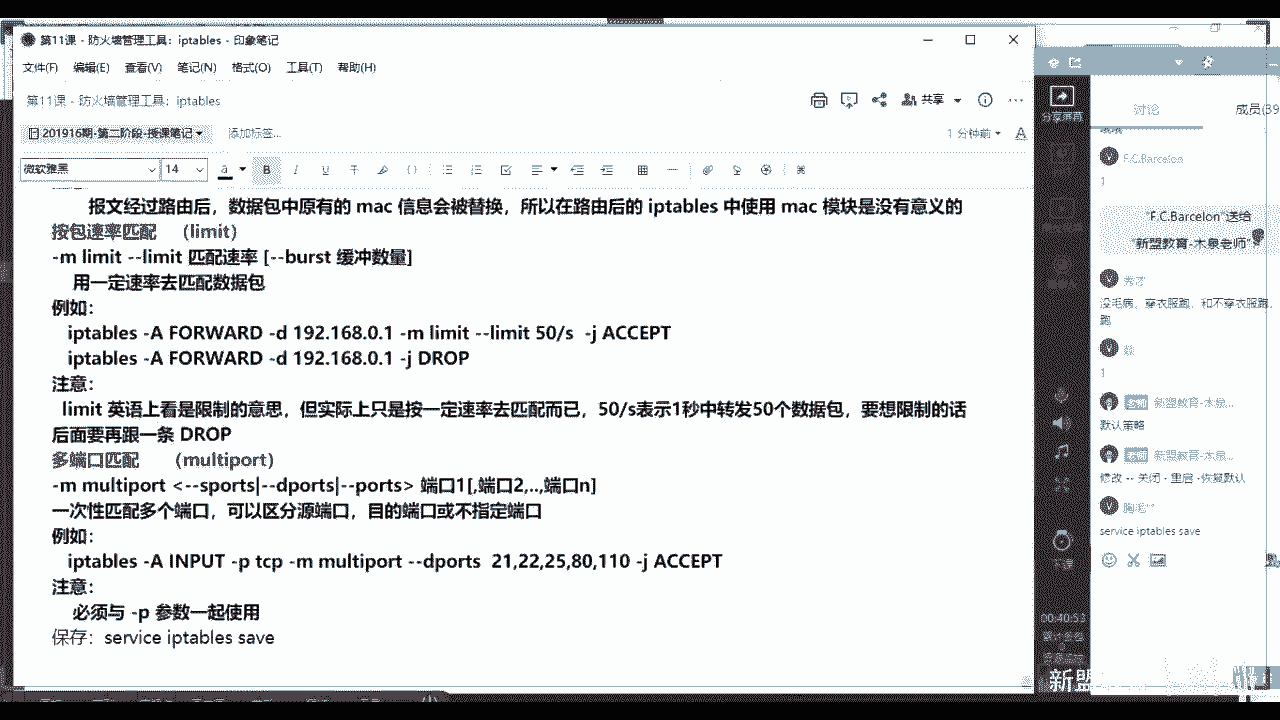 第11课 - 防火墙管理工具：iptables - 印象笔记
文件(F) 编辑(E) 查看(V) 笔记(N) 格式(O) 工具(T) 帮助(H)
第11课 - 防火墙管理工具：iptables
共享
201916期-第二阶段-授课笔记
添加标签...
1 分钟前
微软雅黑 14
报文经过路由后，数据包中原有的 mac 信息会被替换，所以在路由后的 iptables 中使用 mac 模块是没有意义的
按包速率匹配 （limit）
-m limit --limit 匹配速率 [--burst 缓冲数量]
用一定速率去匹配数据包
例如：
iptables -A FORWARD -d 192.168.0.1 -m limit --limit 50/s -j ACCEPT
iptables -A FORWARD -d 192.168.0.1 -j DROP
注意：
limit 英语上看是限制的意思，但实际上只是按一定速率去匹配而已，50/s表示1秒中转发50个数据包，要想限制的话
后面要再跟一条 DROP
多端口匹配 （multiport）
-m multiport <--sports|--dports|--ports> 端口1[,端口2,..,端口n]
一次性匹配多个端口，可以区分源端口，目的端口或不指定端口
例如：
iptables -A INPUT -p tcp -m multiport --dports 21,22,25,80,110 -j ACCEPT
注意：
必须与 -p 参数一起使用
保存：service iptables save
分享屏幕
00:40:53
讨论
成员(39
F.C.Barcelon
1
"F.C.Barcelon"送给
"新盟教育-木泉老师"
秀才
没毛病，穿衣服跑，和不穿衣服跑
跑
1
新盟教育-木泉...
默认策略
新盟教育-木泉...
修改 -- 关闭 - 重启 -恢复默认
胸毛
service iptables save
新盟